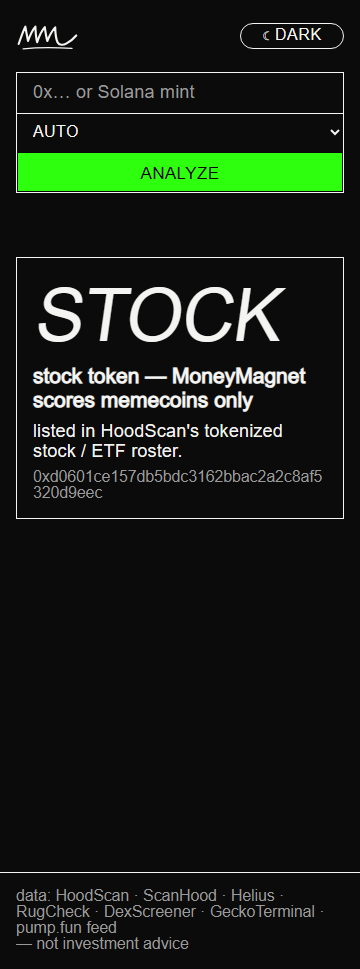 ☾ DARK
0x… or Solana mint
AUTO
ANALYZE
STOCK
stock token — MoneyMagnet
scores memecoins only
listed in HoodScan's tokenized
stock / ETF roster.
0xd0601ce157db5bdc3162bbac2a2c8af5
320d9eec
data: HoodScan · ScanHood · Helius ·
RugCheck · DexScreener · GeckoTerminal ·
pump.fun feed
— not investment advice